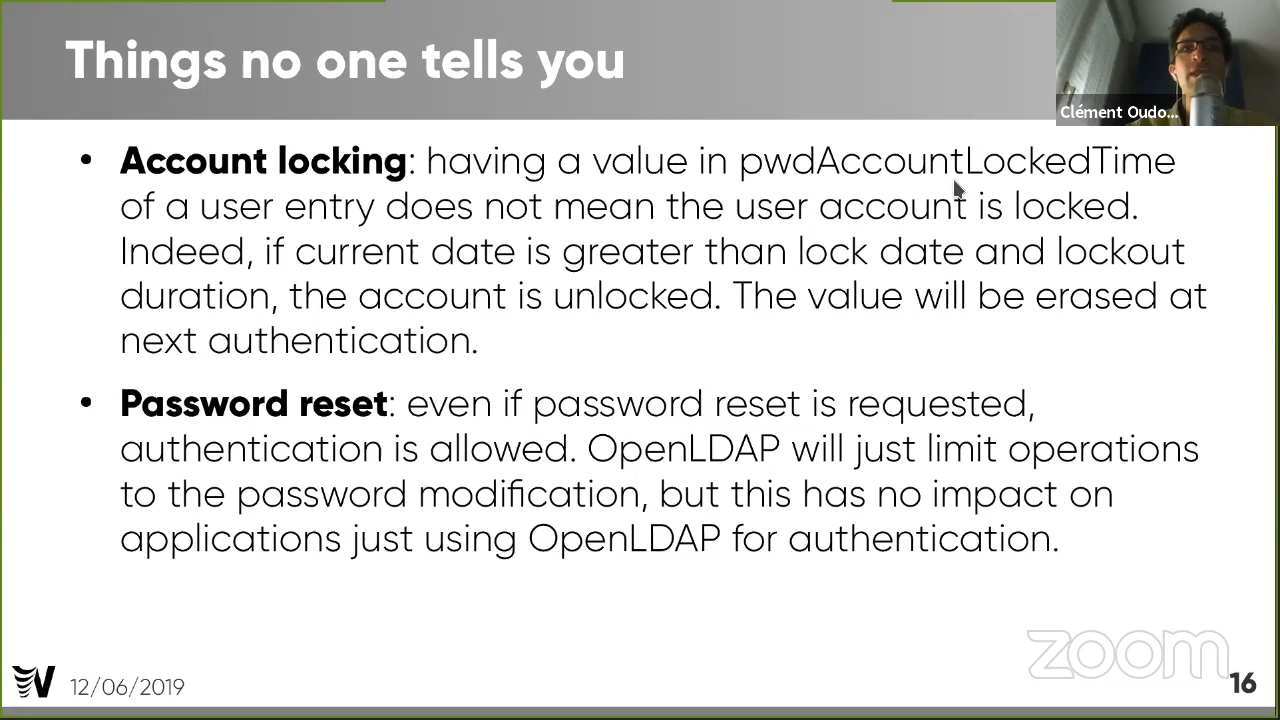 Things no one tells you
Clément Oudo...
• Account locking: having a value in pwdAccountLockedTime
of a user entry does not mean the user account is locked.
Indeed, if current date is greater than lock date and lockout
duration, the account is unlocked. The value will be erased at
next authentication.
• Password reset: even if password reset is requested,
authentication is allowed. OpenLDAP will just limit operations
to the password modification, but this has no impact on
applications just using OpenLDAP for authentication.
zoom
W 12/06/2019
16